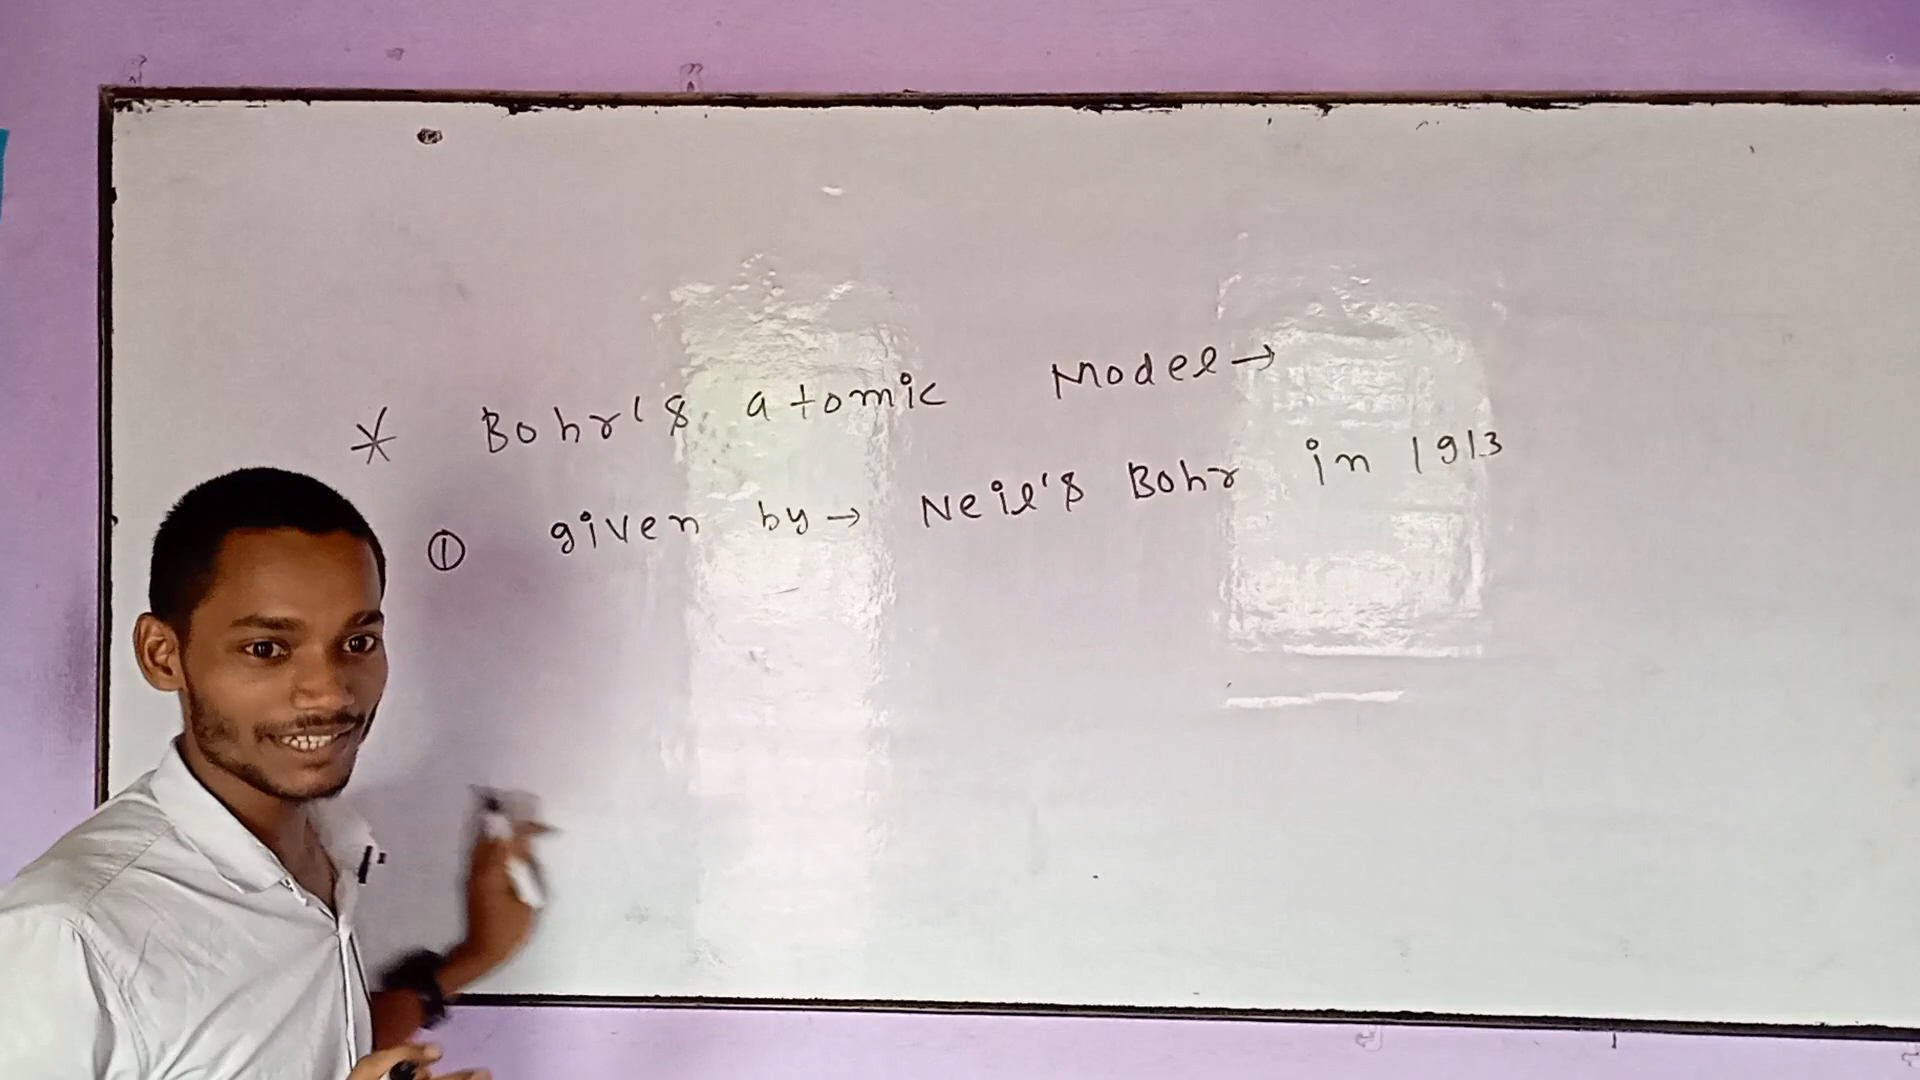 * Bohr's atomic Model →
① given by → Neil's Bohr in 1913